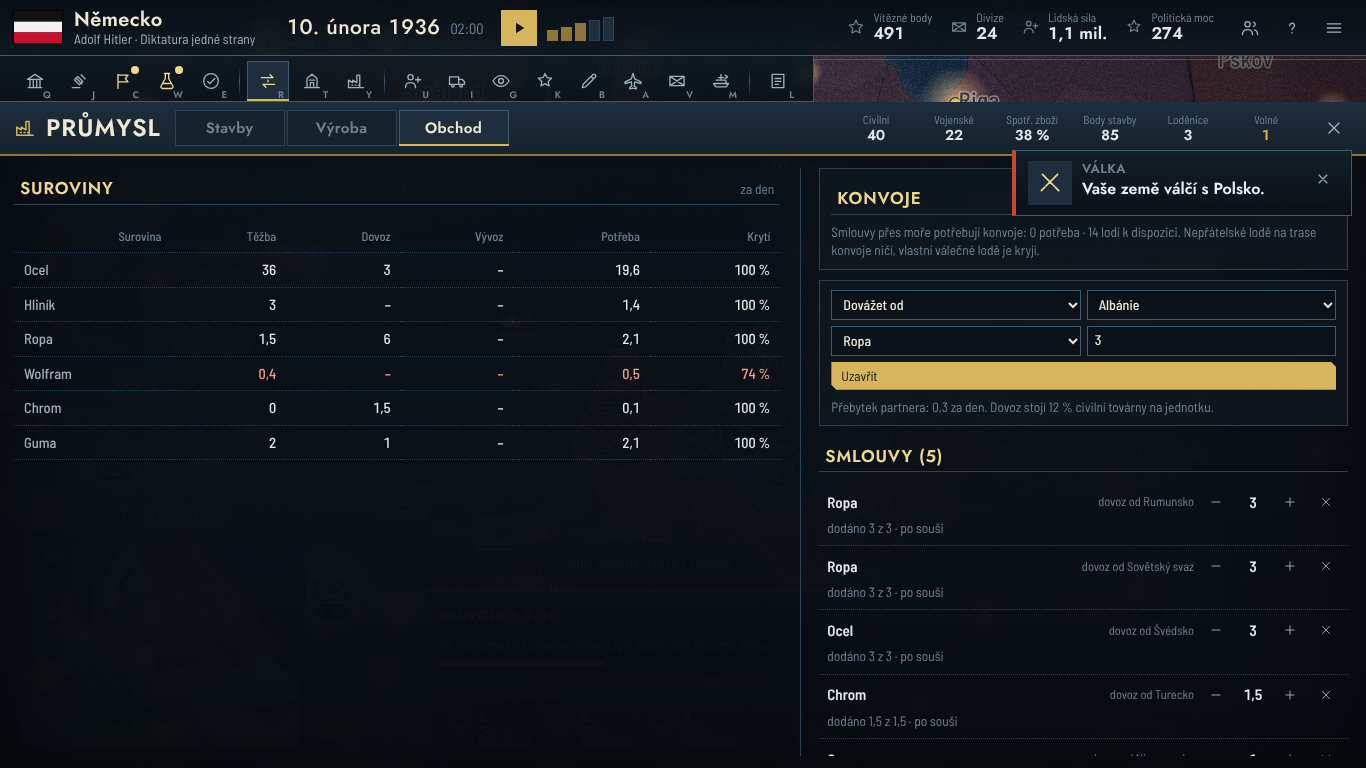 Německo
Adolf Hitler · Diktatura jedné strany
10. února 1936 02:00
Vítězné body
491
Divize
24
Lidská síla
1,1 mil.
Politická moc
274
?
Q
J
C
W
E
R
T
Y
U
I
G
K
B
A
V
M
L
Pskov
Riga
PRŮMYSL
Stavby
Výroba
Obchod
Civilní
40
Vojenské
22
Spotř. zboží
38 %
Body stavby
85
Loděnice
3
Volné
1
VÁLKA
Vaše země válčí s Polsko.
SUROVINY
za den
Surovina Těžba Dovoz Vývoz Potřeba Krytí
Ocel 36 3 – 19,6 100 %
Hliník 3 – – 1,4 100 %
Ropa 1,5 6 – 2,1 100 %
Wolfram 0,4 – – 0,5 74 %
Chrom 0 1,5 – 0,1 100 %
Guma 2 1 – 2,1 100 %
PRŮVODCE 5/10
KONVOJE
Smlouvy přes moře potřebují konvoje: 0 potřeba · 14 lodí k dispozici. Nepřátelské lodě na trase
konvoje ničí, vlastní válečné lodě je kryjí.
Dovážet od
Albánie
Ropa
3
Uzavřít
Přebytek partnera: 0,3 za den. Dovoz stojí 12 % civilní továrny na jednotku.
SMLOUVY (5)
Ropa dovoz od Rumunsko − 3 + ×
dodáno 3 z 3 · po souši
Ropa dovoz od Sovětský svaz − 3 + ×
dodáno 3 z 3 · po souši
Ocel dovoz od Švédsko − 3 + ×
dodáno 3 z 3 · po souši
Chrom dovoz od Turecko − 1,5 + ×
dodáno 1,5 z 1,5 · po souši